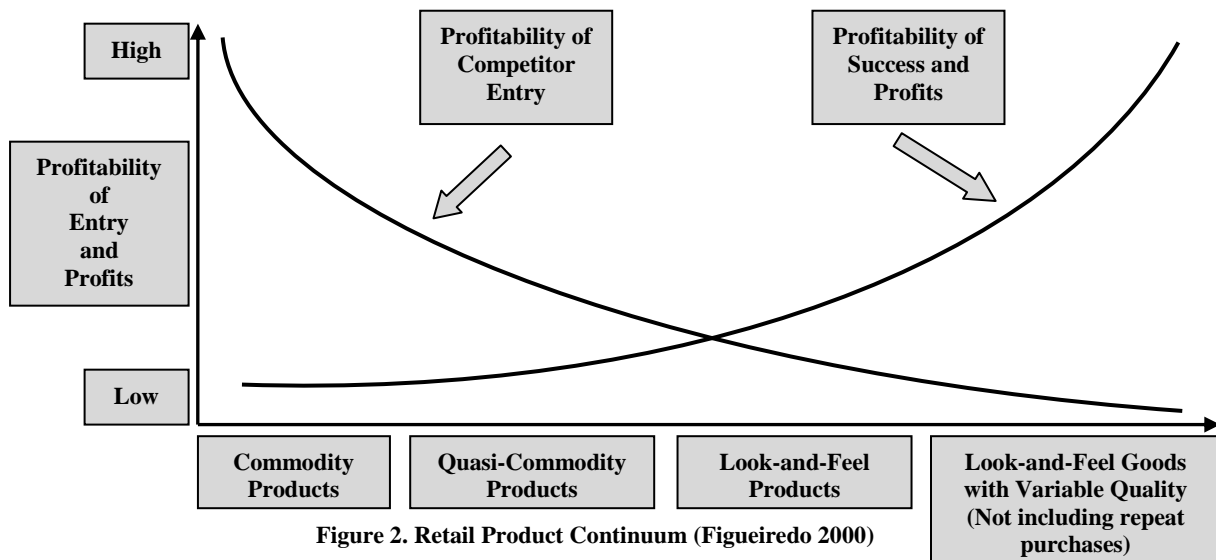 High
Profitability of
Competitor
Entry
Profitability of
Success and
Profits
Profitability
of
Entry
and
Profits
Low
Commodity
Products
Quasi-Commodity
Products
Look-and-Feel
Products
Look-and-Feel Goods
with Variable Quality
(Not including repeat
purchases)
Figure 2. Retail Product Continuum (Figueiredo 2000)